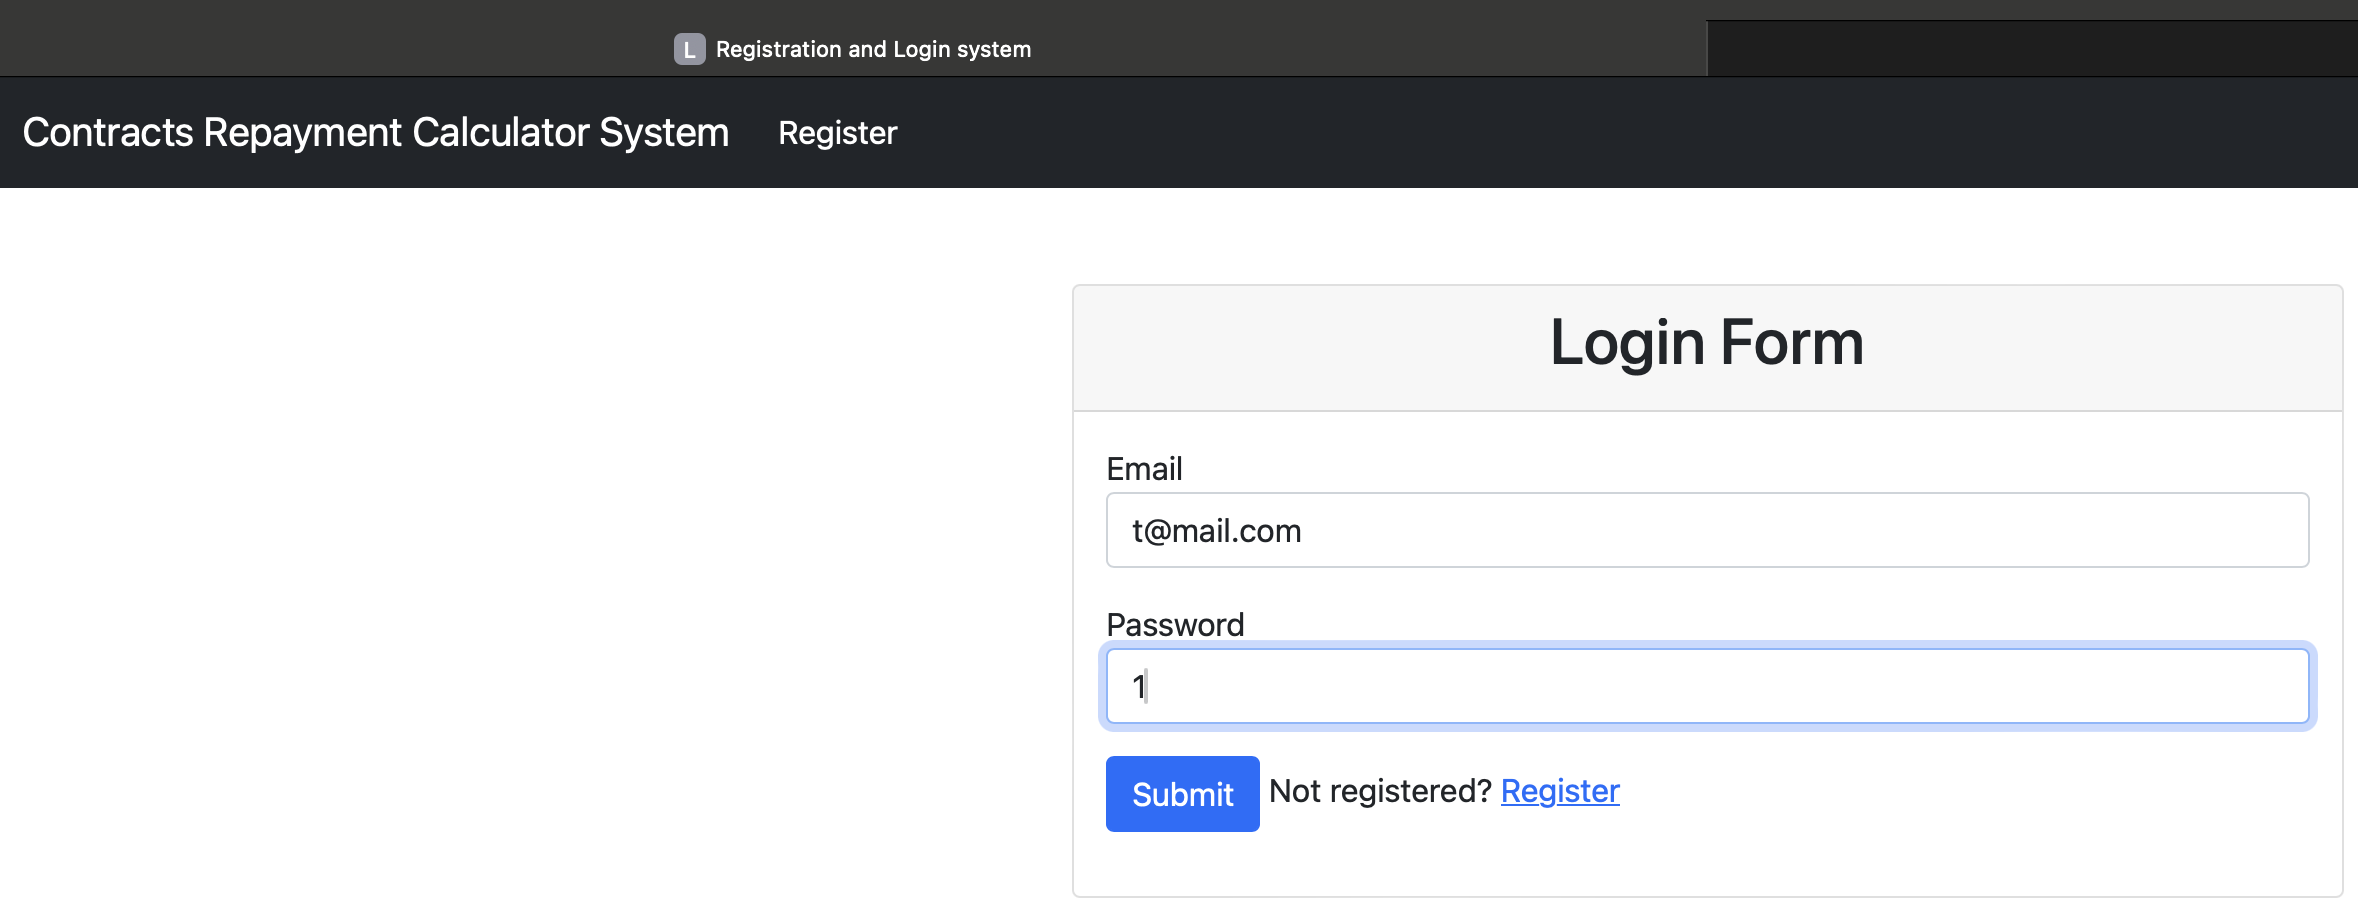 L Registration and Login system
Contracts Repayment Calculator System Register
Login Form
Email
t@mail.com
Password
1
Submit Not registered? Register